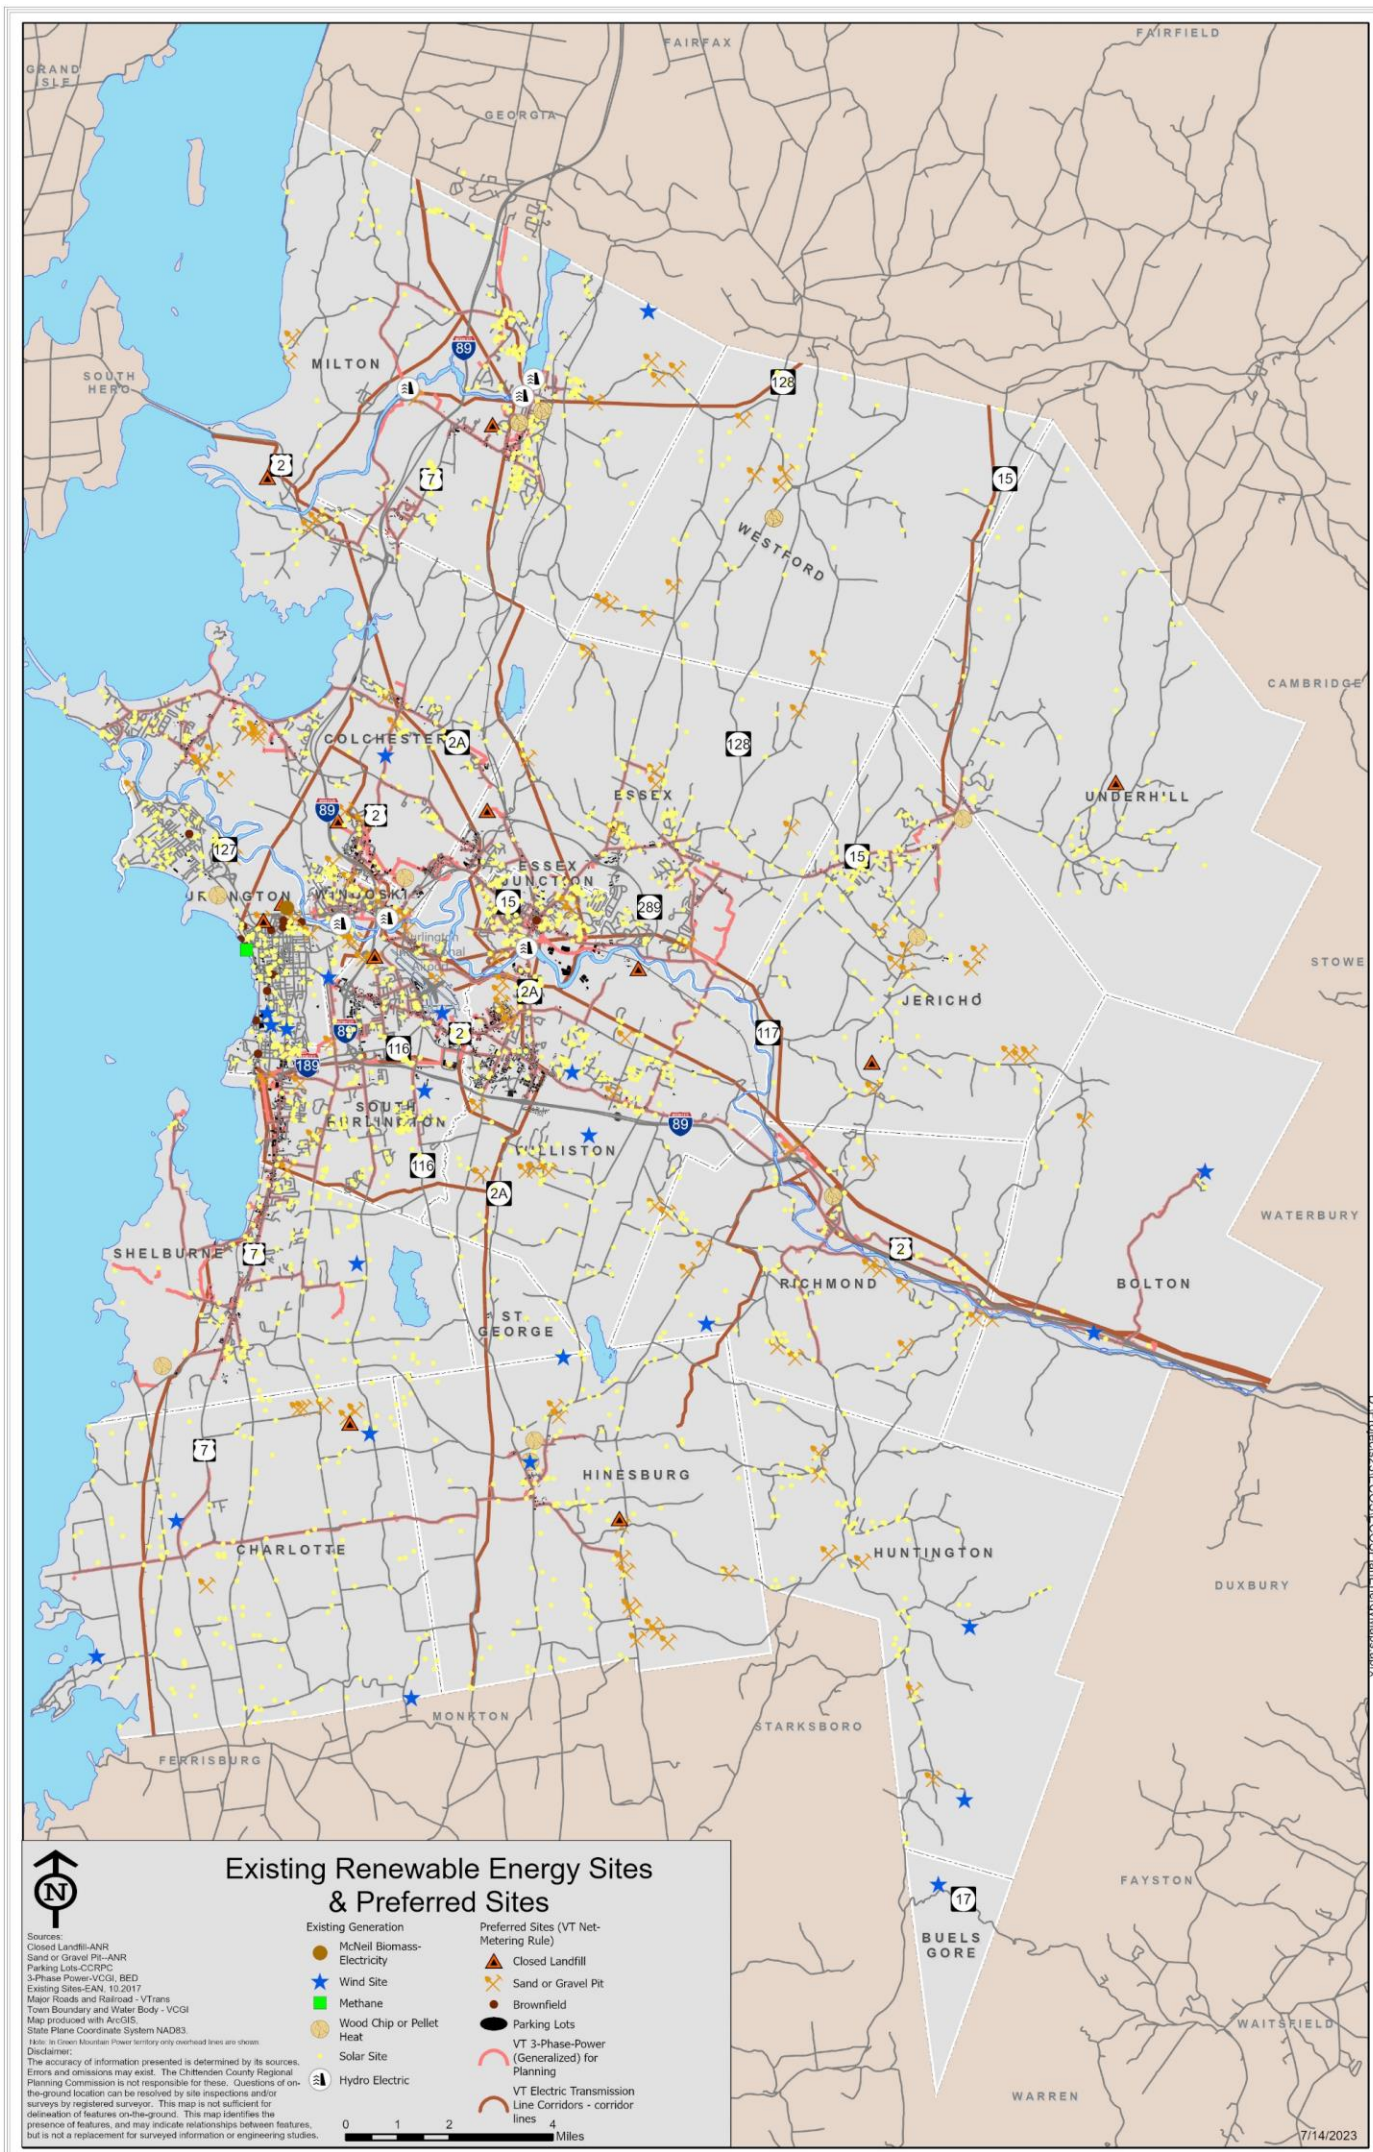 FAIRFAX
FAIRFIELD
GRAND
ISLE
GEORGIA
MILTON
89
SOUTH
HERO
128
2
7
15
WESTFORD
CAMBRIDGE
COLCHESTER
2A
128
ESSEX
UNDERHILL
89
2
127
15
ESSEX
JUNCTION
WINOOSKI
15
289
STOWE
JERICHO
2A
117
89
2
116
189
SOUTH
BURLINGTON
89
WILLISTON
116
2A
WATERBURY
SHELBURNE
7
2
RICHMOND
BOLTON
ST
GEORGE
7
HINESBURG
CHARLOTTE
HUNTINGTON
DUXBURY
MONKTON
STARKSBORO
FERRISBURG
FAYSTON
17
BUELS
GORE
WAITSFIELD
WARREN
Existing Renewable Energy Sites
& Preferred Sites
N
Existing Generation
McNeil Biomass-
Electricity
Wind Site
Methane
Wood Chip or Pellet
Heat
Solar Site
Hydro Electric
Preferred Sites (VT Net-
Metering Rule)
Closed Landfill
Sand or Gravel Pit
Brownfield
Parking Lots
VT 3-Phase-Power
(Generalized) for
Planning
VT Electric Transmission
Line Corridors - corridor
lines
Sources:
Closed Landfill-ANR
Sand or Gravel Pit--ANR
Parking Lots-CCRPC
3-Phase Power-VCGI, BED
Existing Sites-EAN, 10.2017
Major Roads and Railroad - VTrans
Town Boundary and Water Body - VCGI
Map produced with ArcGIS.
State Plane Coordinate System NAD83.
Note: In Green Mountain Power territory only overhead lines are shown
Disclaimer:
The accuracy of information presented is determined by its sources.
Errors and omissions may exist. The Chittenden County Regional
Planning Commission is not responsible for these. Questions of on-
the-ground location can be resolved by site inspections and/or
surveys by registered surveyor. This map is not sufficient for
delineation of features on-the-ground. This map identifies the
presence of features, and may indicate relationships between features,
but is not a replacement for surveyed information or engineering studies.
0 1 2 4
Miles
7/14/2023